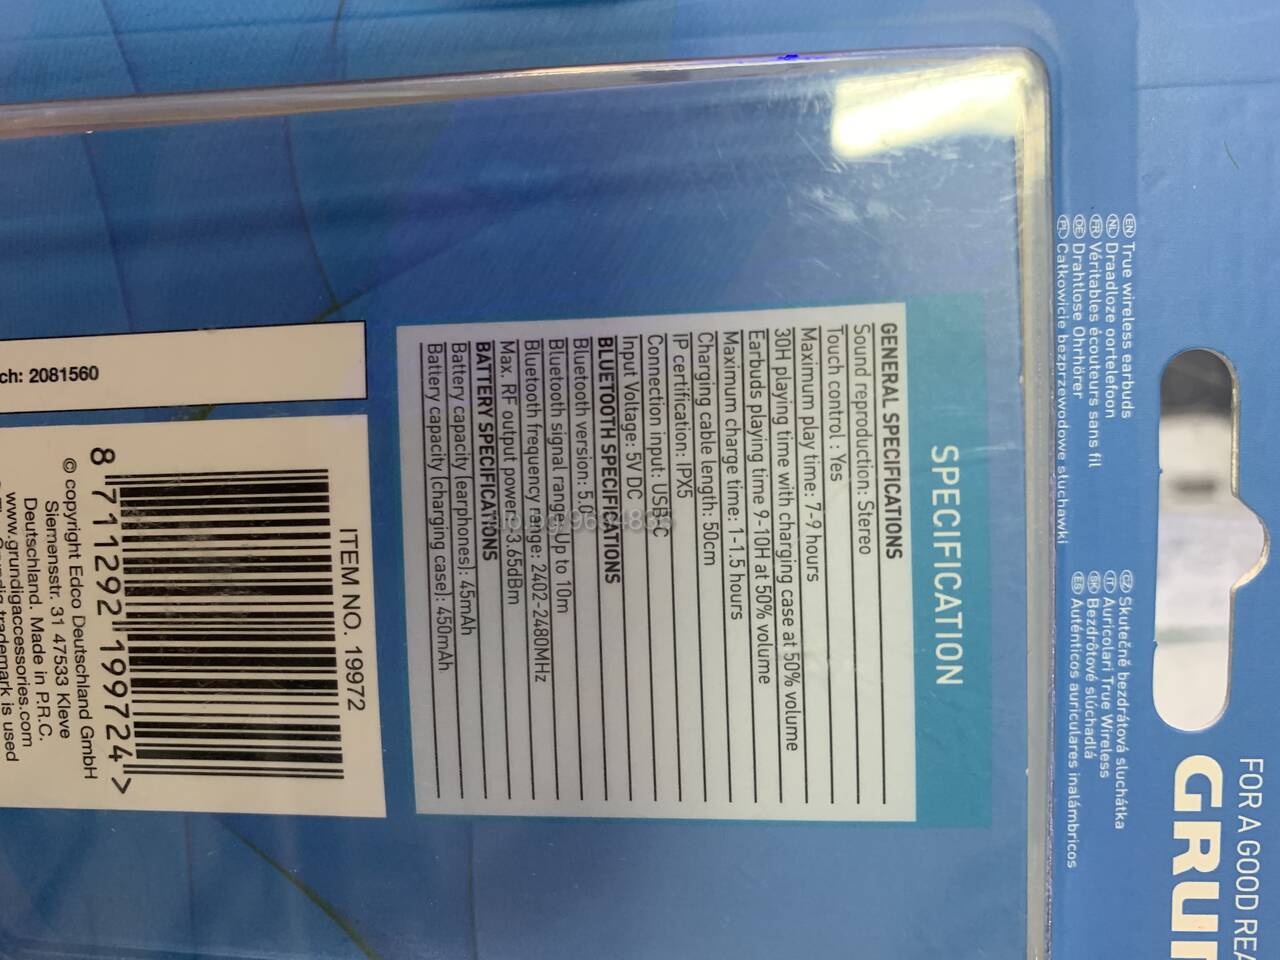 FOR A GOOD REA
GRU
EN True wireless earbuds
NL Draadloze oortelefoon
FR Véritables écouteurs sans fil
DE Drahtlose Ohrhörer
PL Całkowicie bezprzewodowe słuchawki
CZ Skutečně bezdrátová sluchátka
IT Auricolari True Wireless
SK Bezdrôtové slúchadlá
ES Auténticos auriculares inalámbricos
SPECIFICATION
GENERAL SPECIFICATIONS
Sound reproduction: Stereo
Touch control : Yes
Maximum play time: 7-9 hours
30H playing time with charging case at 50% volume
Earbuds playing time 9-10H at 50% volume
Maximum charge time: 1-1.5 hours
Charging cable length: 50cm
IP certification: IPX5
Connection input: USB-C
Input Voltage: 5V DC
BLUETOOTH SPECIFICATIONS
Bluetooth version: 5.0
Bluetooth signal range: Up to 10m
Bluetooth frequency range: 2402-2480MHz
Max. RF output power: 3.65dBm
BATTERY SPECIFICATIONS
Battery capacity (earphones): 45mAh
Battery capacity (charging case): 450mAh
ch: 2081560
ITEM NO. 19972
8 711292 199724 >
© copyright Edco Deutschland GmbH
Siemensstr. 31 47533 Kleve
Deutschland. Made in P.R.C.
www.grundigaccessories.com
trademark is used